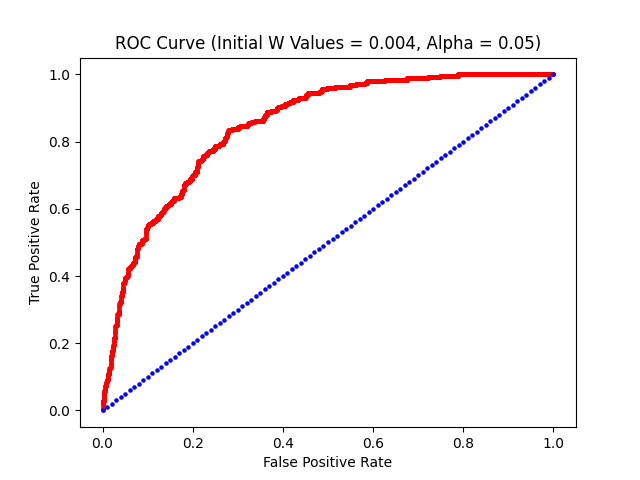 ROC Curve (Initial W Values = 0.004, Alpha = 0.05)
1.0
0.8
0.6
0.4
0.2
0.0
True Positive Rate
0.0 0.2 0.4 0.6 0.8 1.0
False Positive Rate